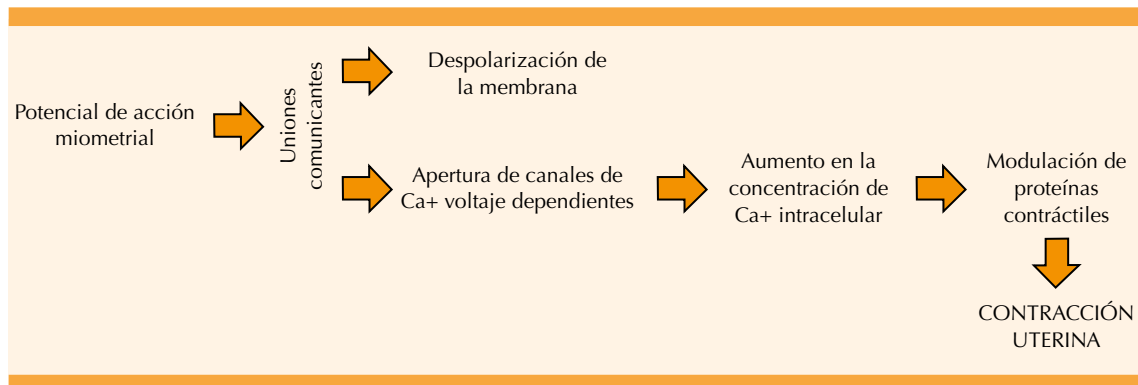 Potencial de acción
miometrial
Uniones
comunicantes
Despolarización de
la membrana
Apertura de canales de
Ca+ voltaje dependientes
Aumento en la
concentración de
Ca+ intracelular
Modulación de
proteínas
contráctiles
CONTRACCIÓN
UTERINA